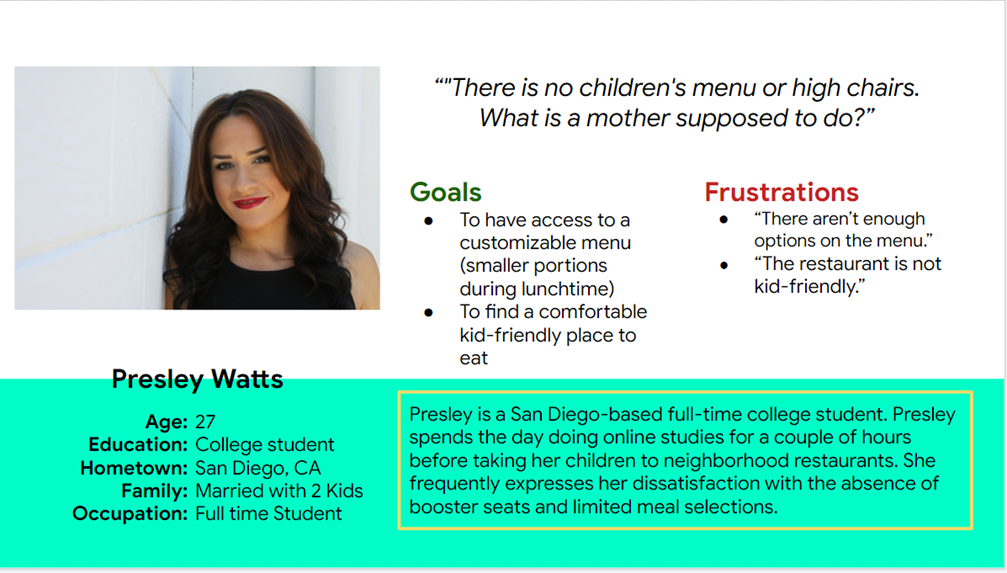 “"There is no children's menu or high chairs.
What is a mother supposed to do?”
Goals
● To have access to a
customizable menu
(smaller portions
during lunchtime)
● To find a comfortable
kid-friendly place to
eat
Frustrations
● “There aren’t enough
options on the menu.”
● “The restaurant is not
kid-friendly.”
Presley Watts
Age: 27
Education: College student
Hometown: San Diego, CA
Family: Married with 2 Kids
Occupation: Full time Student
Presley is a San Diego-based full-time college student. Presley
spends the day doing online studies for a couple of hours
before taking her children to neighborhood restaurants. She
frequently expresses her dissatisfaction with the absence of
booster seats and limited meal selections.